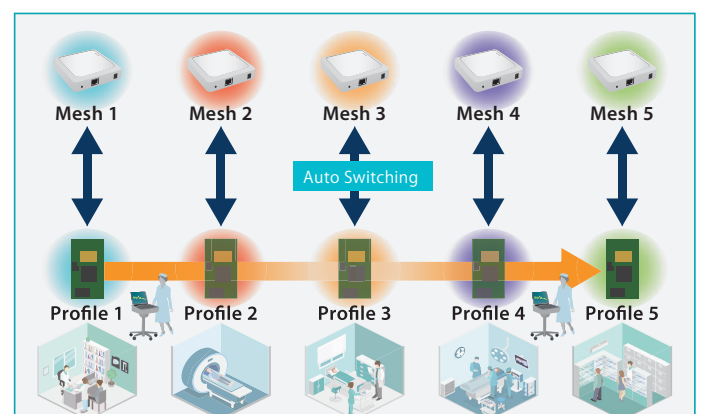 Mesh 1
Mesh 2
Mesh 3
Mesh 4
Mesh 5
Auto Switching
Profile 1
Profile 2
Profile 3
Profile 4
Profile 5